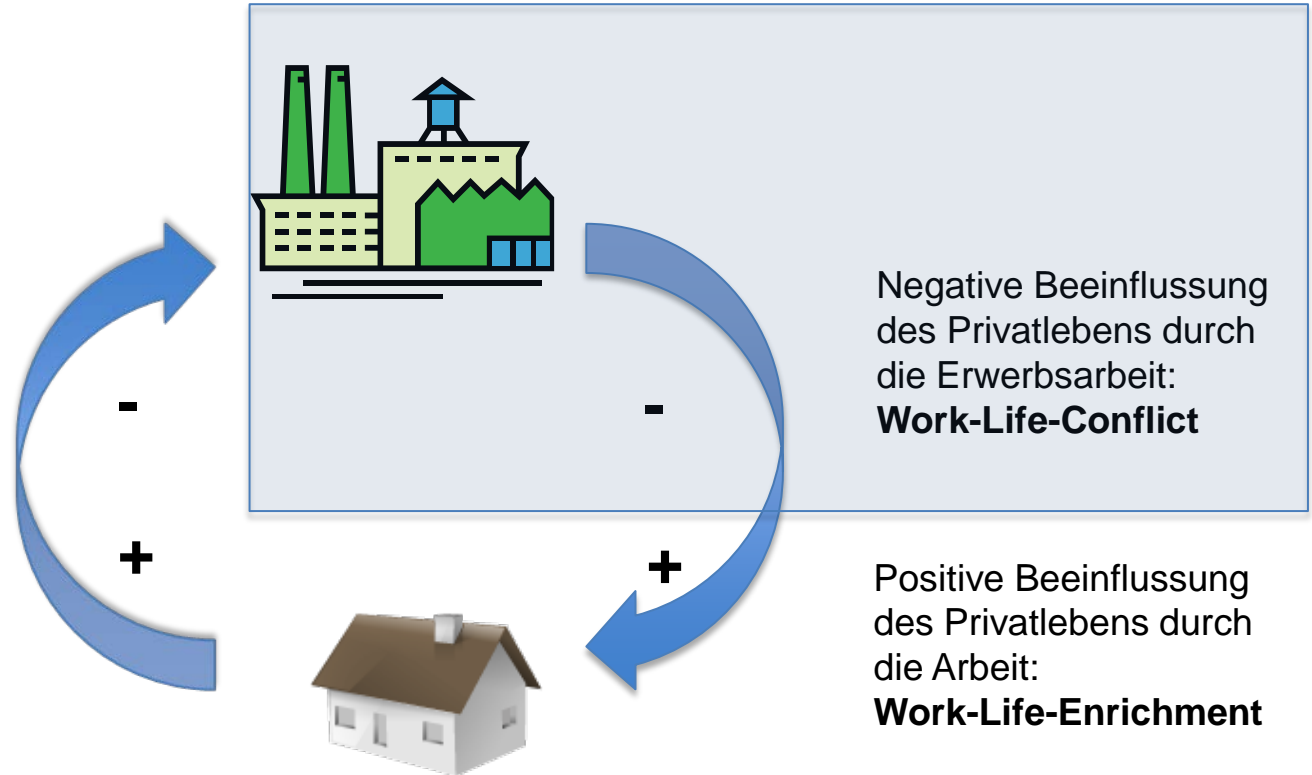 Negative Beeinflussung
des Privatlebens durch
die Erwerbsarbeit:
Work-Life-Conflict
-
-
+
+
Positive Beeinflussung
des Privatlebens durch
die Arbeit:
Work-Life-Enrichment